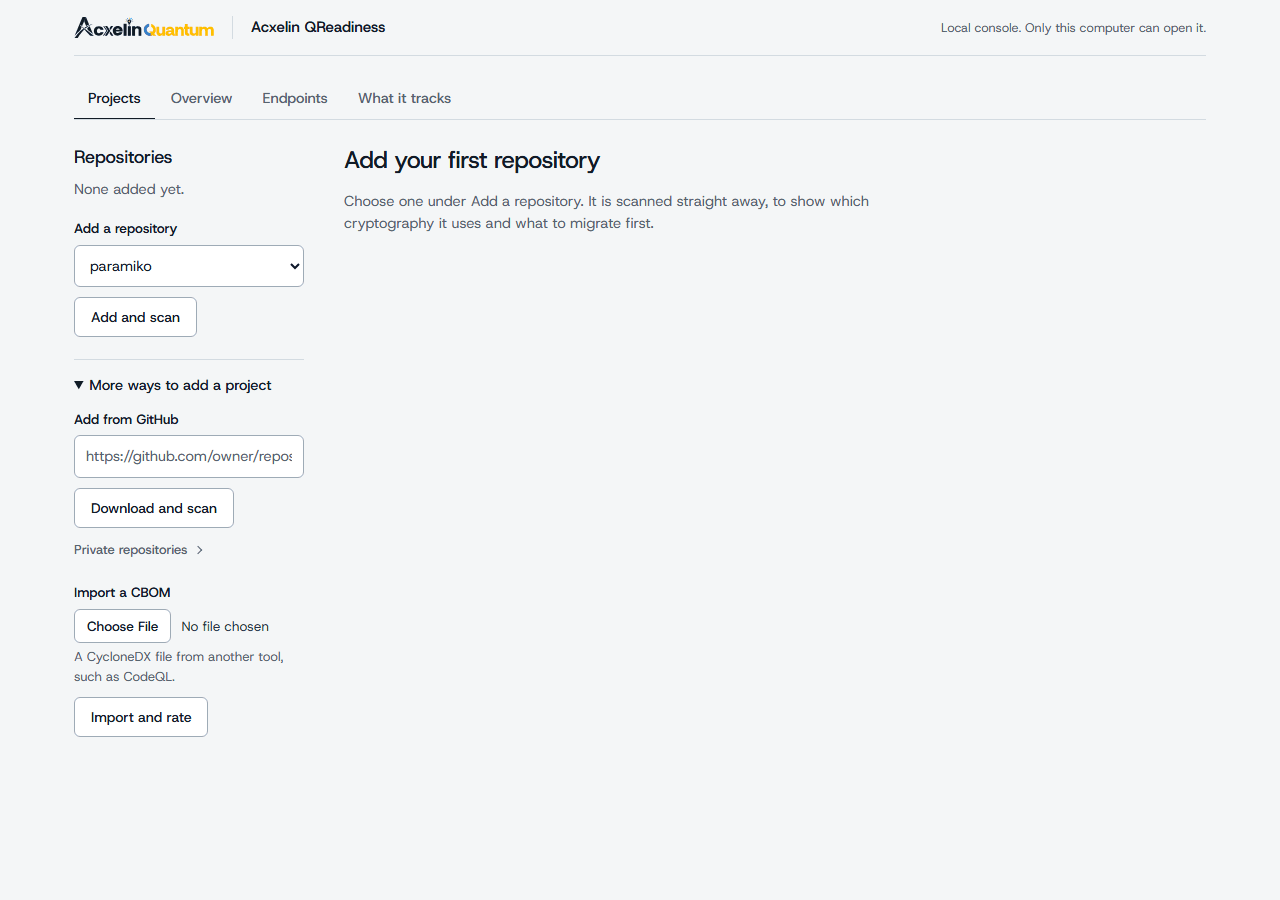 Acxelin Quantum
Acxelin QReadiness
Local console. Only this computer can open it.
Projects
Overview
Endpoints
What it tracks
Repositories
None added yet.
Add a repository
paramiko
Add and scan
More ways to add a project
Add from GitHub
https://github.com/owner/repos
Download and scan
Private repositories
Import a CBOM
Choose File No file chosen
A CycloneDX file from another tool,
such as CodeQL.
Import and rate
Add your first repository
Choose one under Add a repository. It is scanned straight away, to show which
cryptography it uses and what to migrate first.